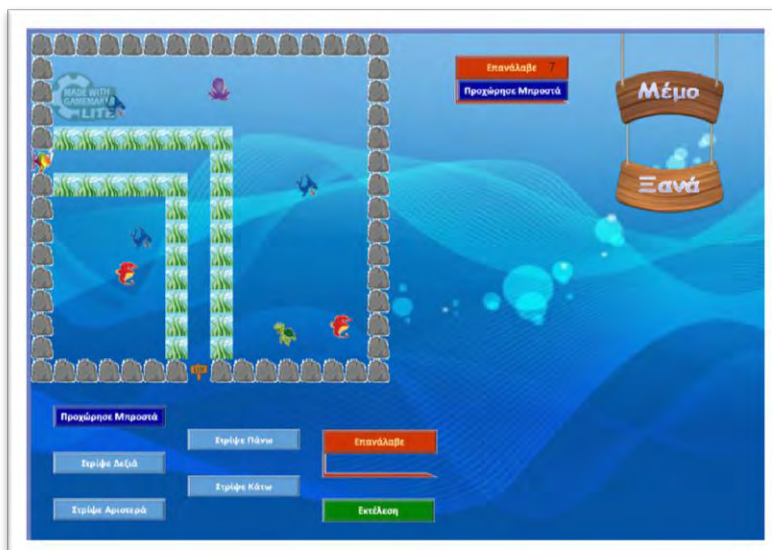 Επανάλαβε 7
Προχώρησε Μπροστά
Μέμο
Ξανά
MADE WITH
GAMEMAKER
LITE
Προχώρησε Μπροστά
Στρίψε Πάνω
Επανάλαβε
Στρίψε Δεξιά
Στρίψε Κάτω
Στρίψε Αριστερά
Εκτέλεση